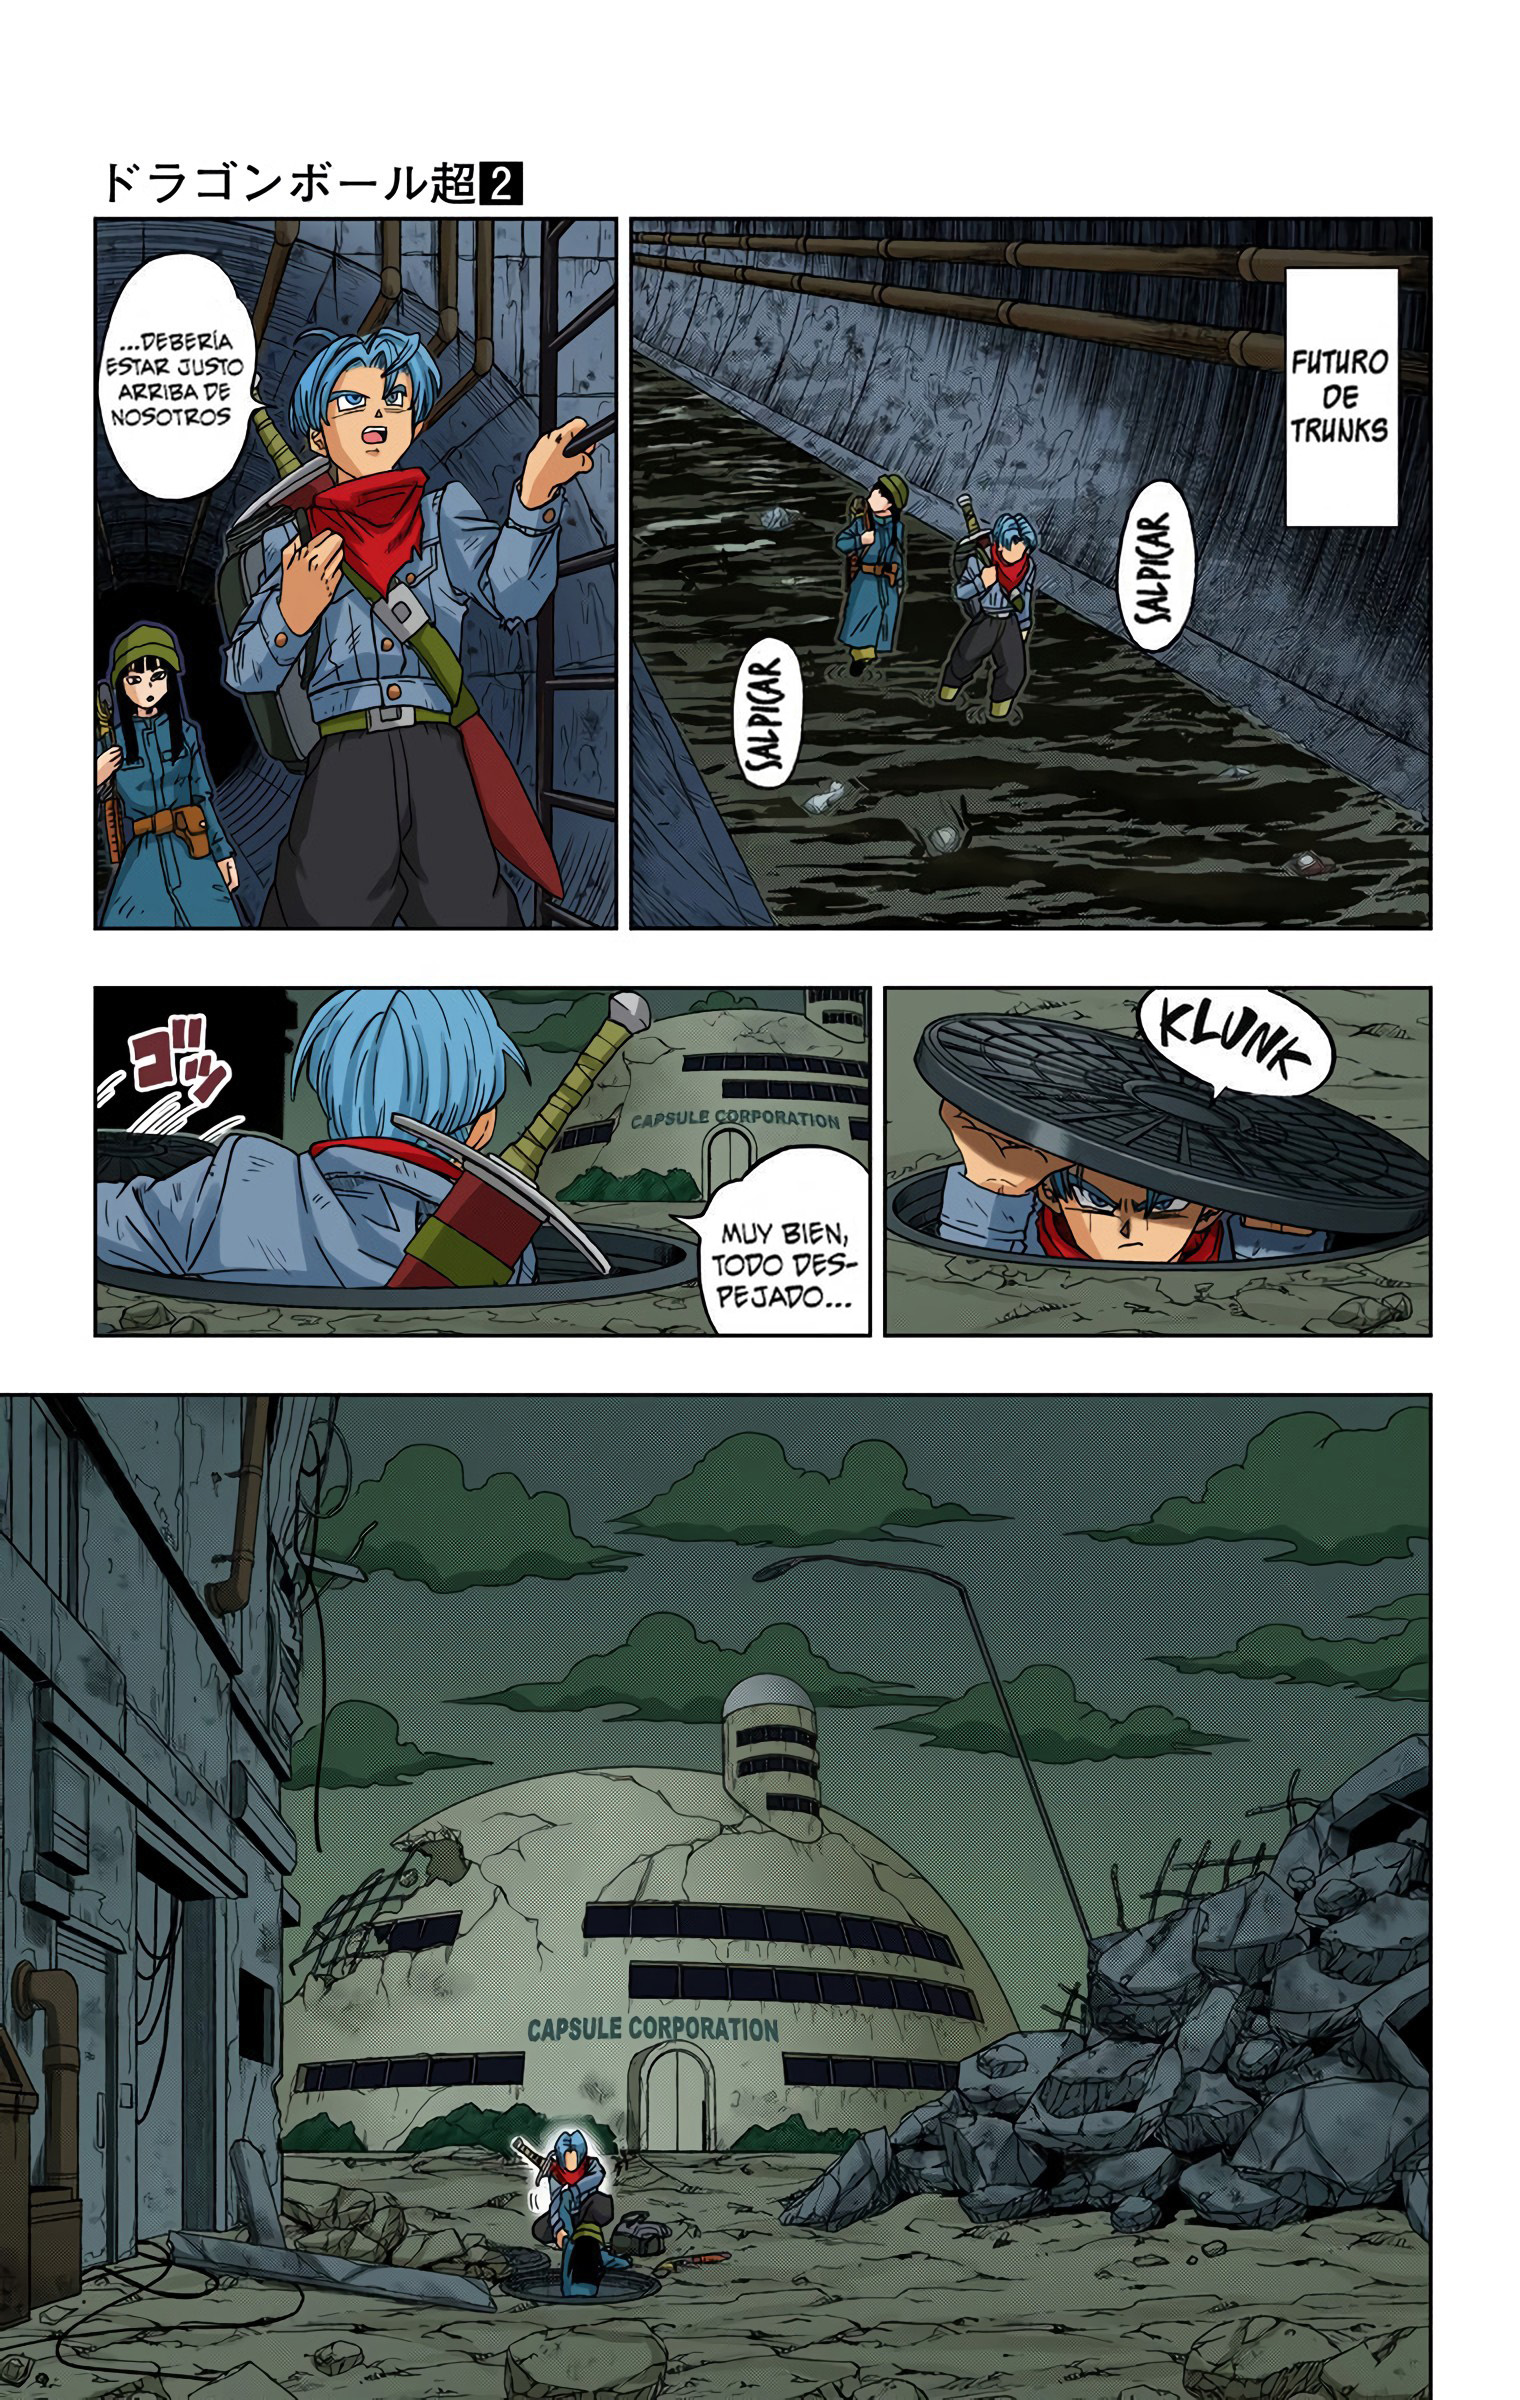 ドラゴンボール超2
FUTURO
DE
TRUNKS
SALPICAR
SALPICAR
...DEBERÍA
ESTAR JUSTO
ARRIBA DE
NOSOTROS
KLUNK
ゴッ
CAPSULE CORPORATION
MUY BIEN,
TODO DES-
PEJADO...
CAPSULE CORPORATION